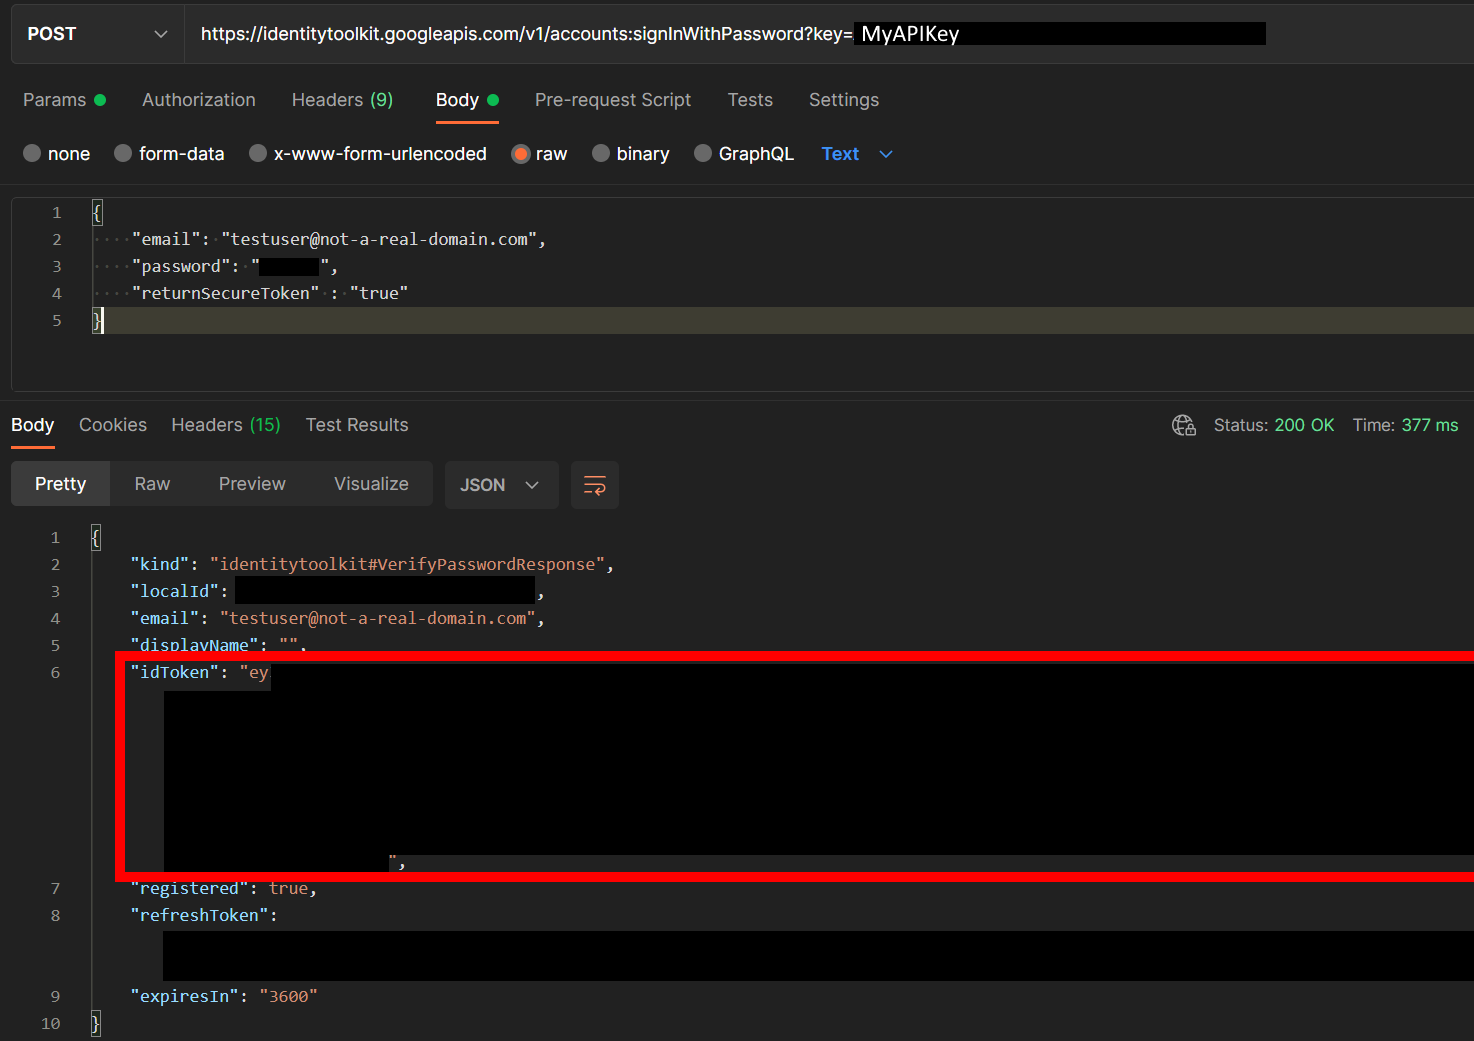 POST https://identitytoolkit.googleapis.com/v1/accounts:signInWithPassword?key= MyAPIKey
Params Authorization Headers (9) Body Pre-request Script Tests Settings
none form-data x-www-form-urlencoded raw binary GraphQL Text
1 {
2 "email": "testuser@not-a-real-domain.com",
3 "password": " ",
4 "returnSecureToken" : "true"
5 }
Body Cookies Headers (15) Test Results Status: 200 OK Time: 377 ms
Pretty Raw Preview Visualize JSON
1 {
2 "kind": "identitytoolkit#VerifyPasswordResponse",
3 "localId": ,
4 "email": "testuser@not-a-real-domain.com",
5 "displayName": "",
6 "idToken": "ey
",
7 "registered": true,
8 "refreshToken":
9 "expiresIn": "3600"
10 }